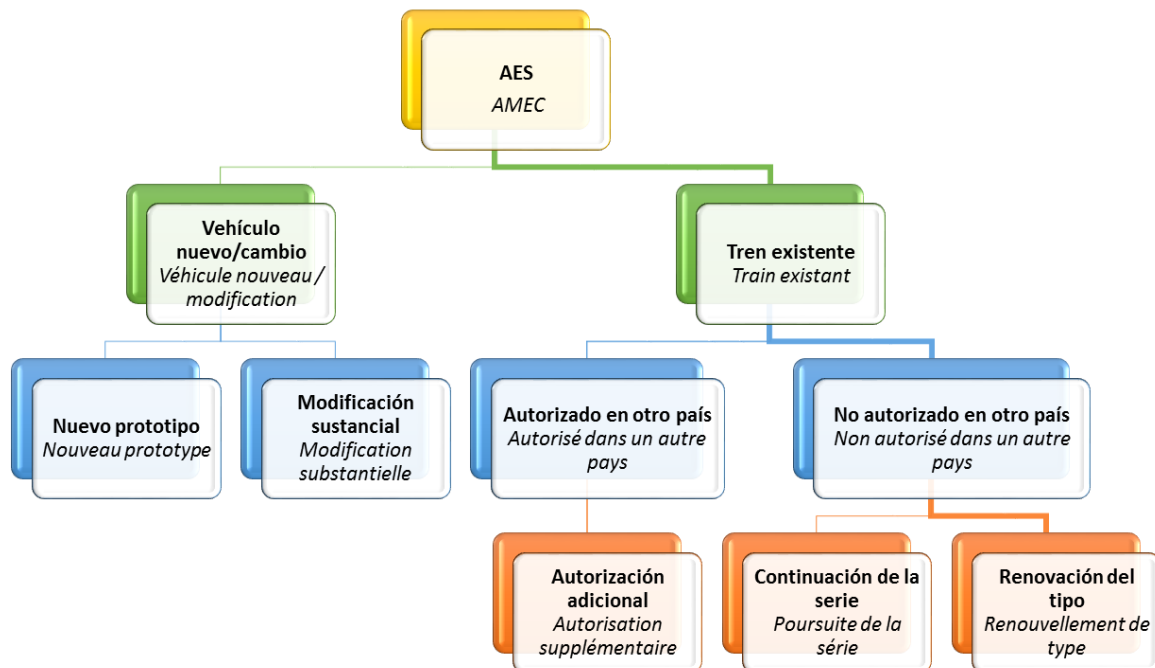 AES
AMEC
Vehículo
nuevo/cambio
Véhicule nouveau /
modification
Tren existente
Train existant
Nuevo prototipo
Nouveau prototype
Modificación
sustancial
Modification
substantielle
Autorizado en otro país
Autorisé dans un autre
pays
No autorizado en otro país
Non autorisé dans un autre
pays
Autorización
adicional
Autorisation
supplémentaire
Continuación de la
serie
Poursuite de la
série
Renovación del
tipo
Renouvellement de
type